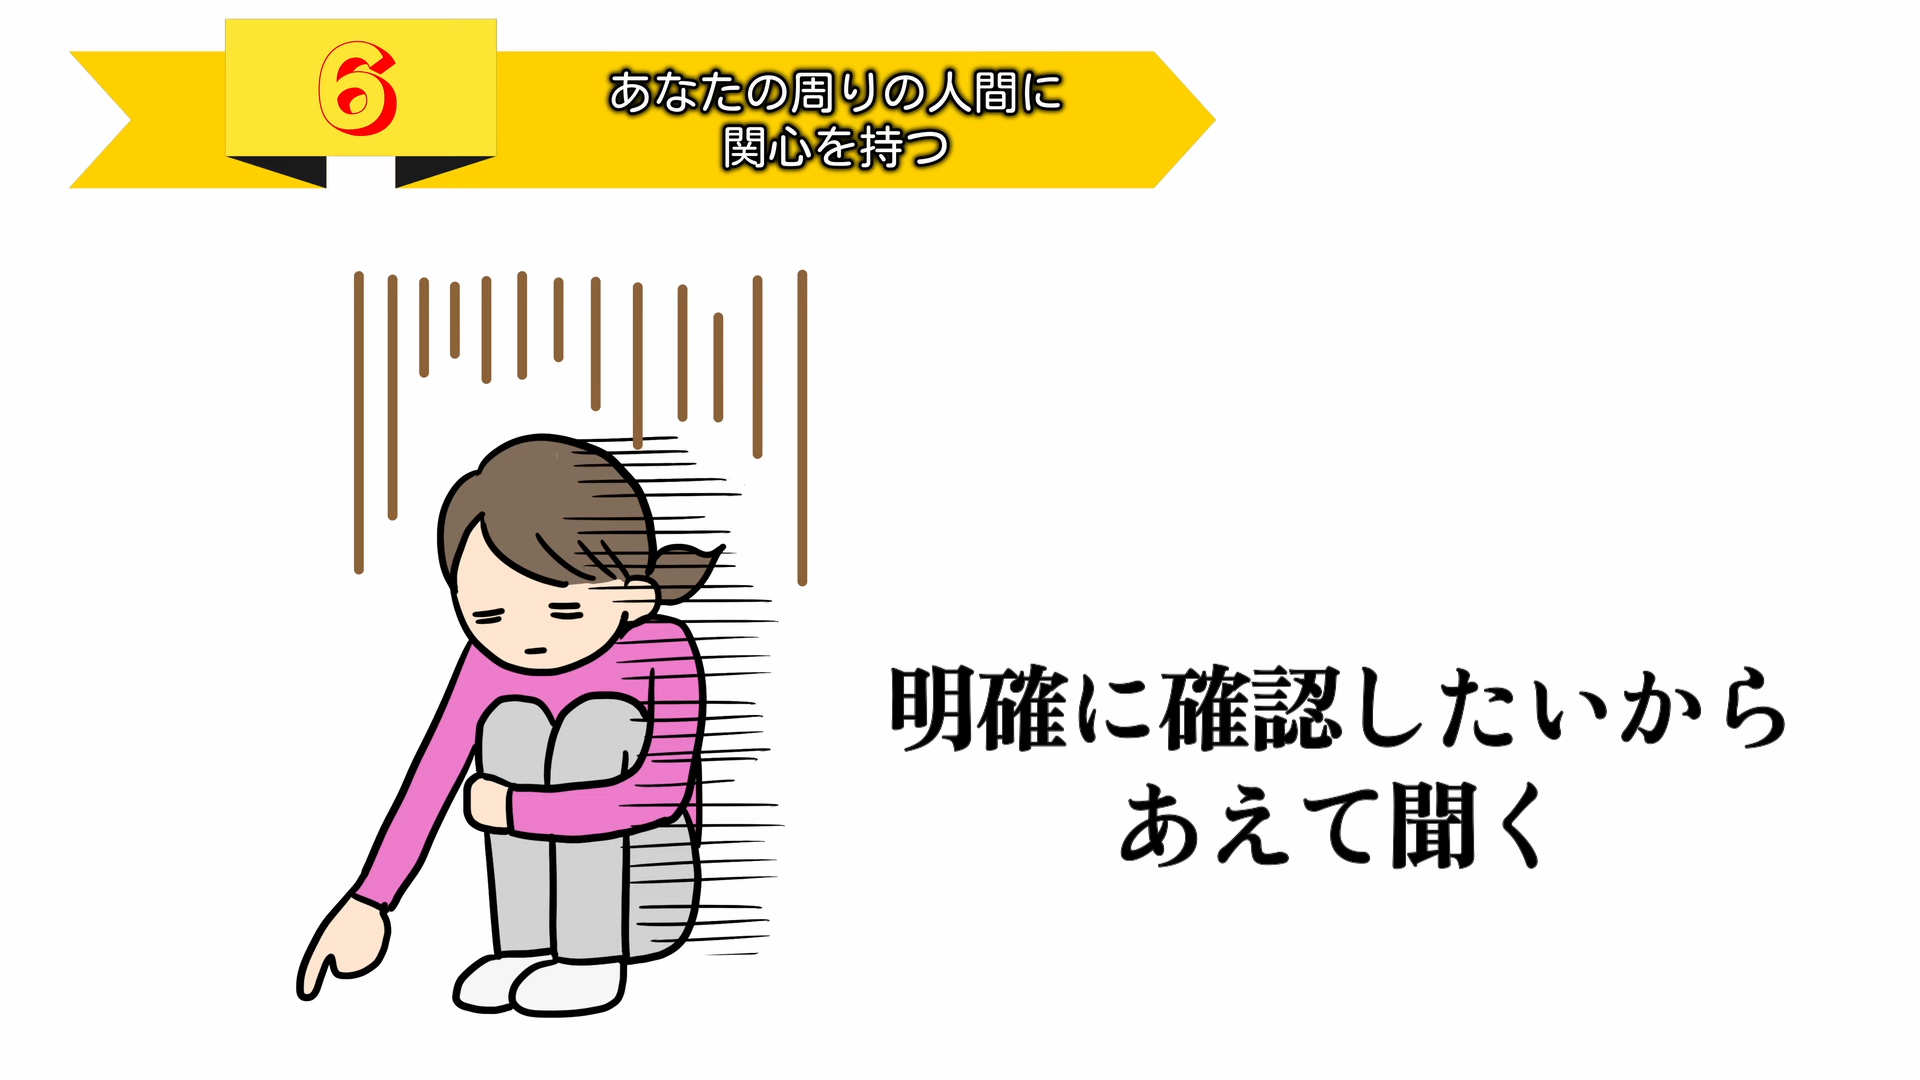 6
あなたの周りの人間に
関心を持つ
明確に確認したいから
あえて聞く